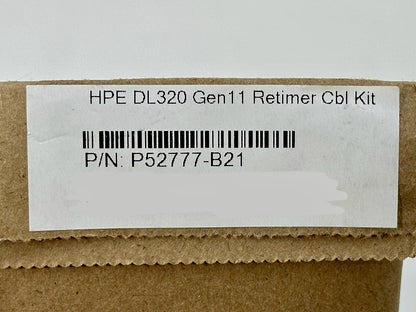 HPE DL320 Gen11 Retimer Cbl Kit
P/N: P52777-B21